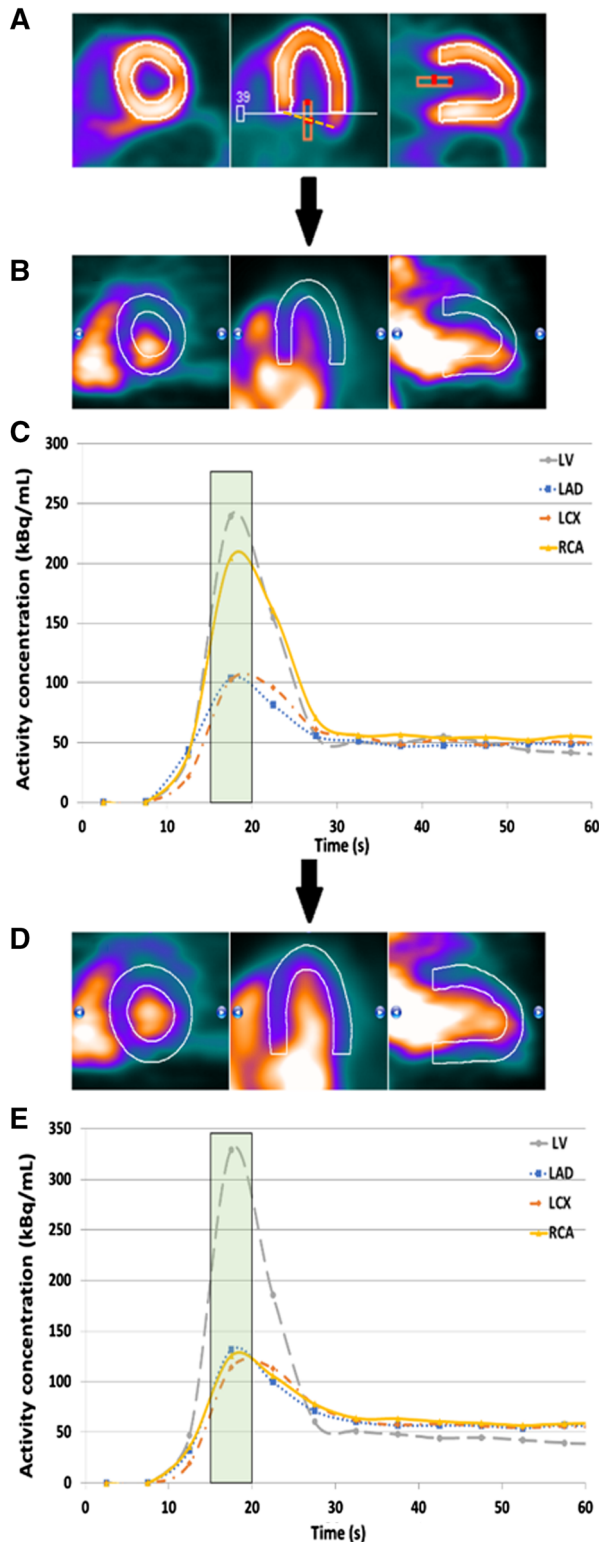 A
39
B
C
Activity concentration (kBq/mL)
300
250
200
150
100
50
0
0 10 20 30 40 50 60
Time (s)
LV
LAD
LCX
RCA
D
E
Activity concentration (kBq/mL)
350
300
250
200
150
100
50
0
0 10 20 30 40 50 60
Time (s)
LV
LAD
LCX
RCA